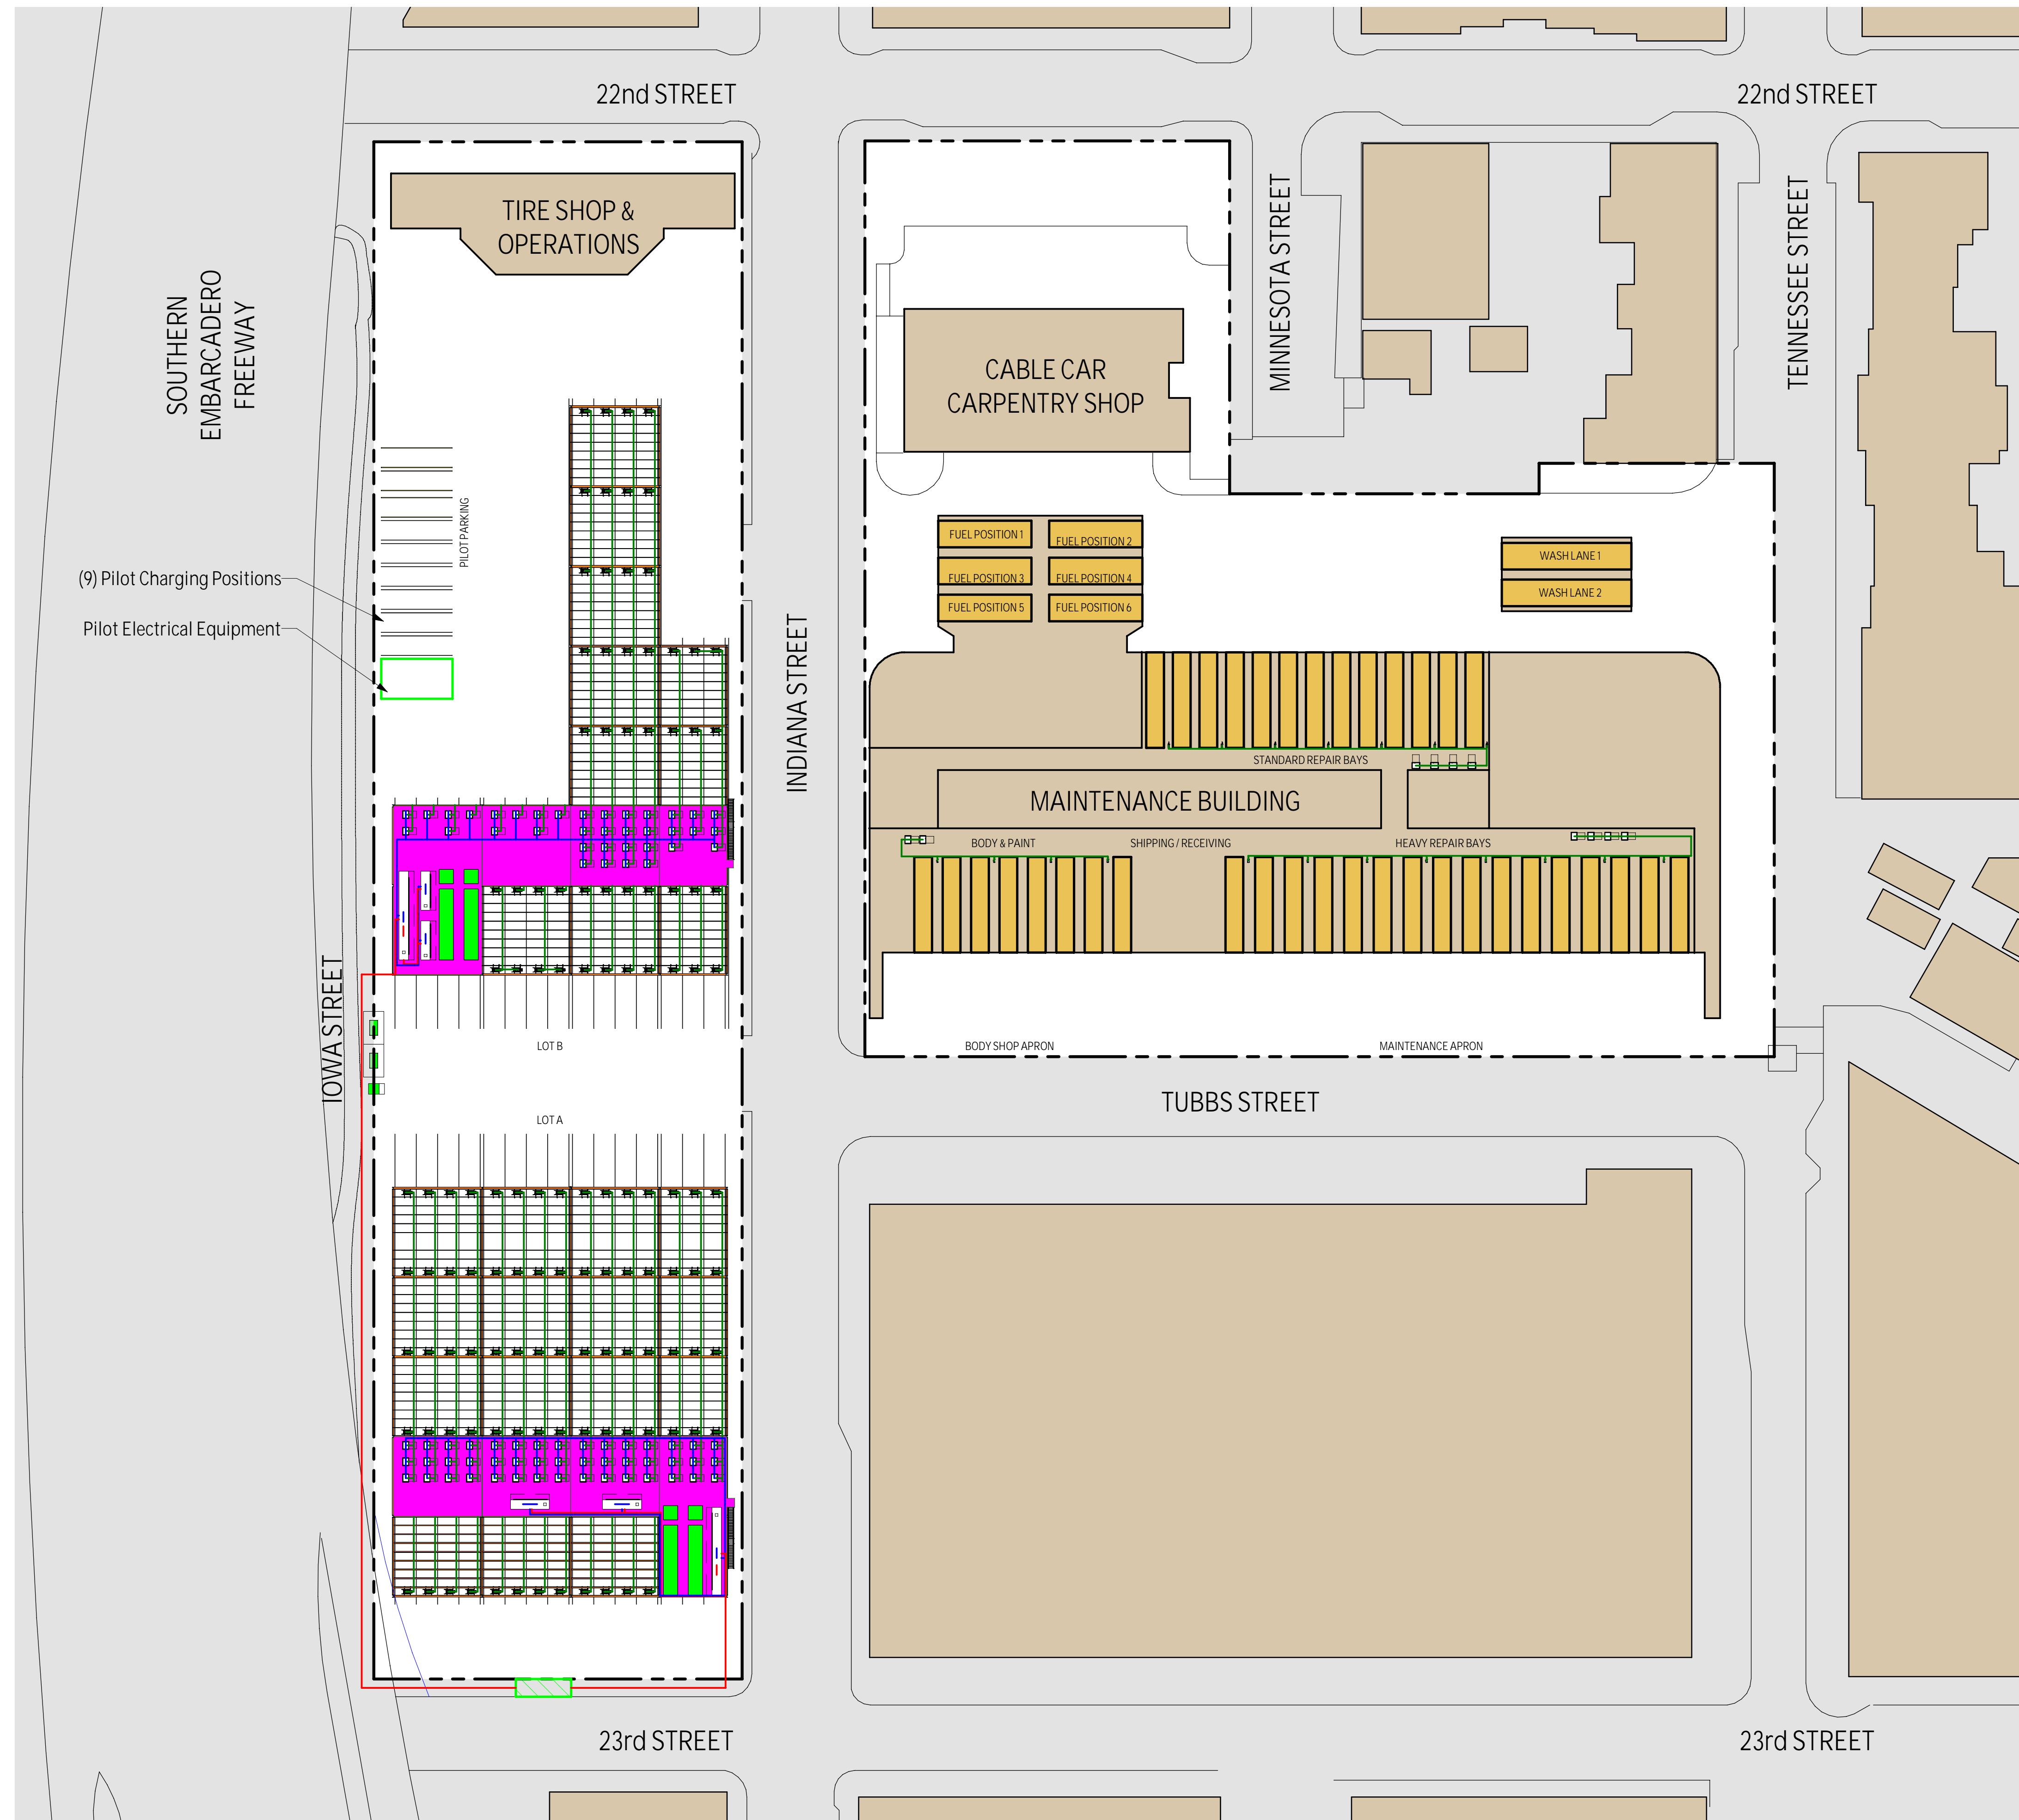 22nd STREET
22nd STREET
TIRE SHOP &
OPERATIONS
SOUTHERN
EMBARCADERO
FREEWAY
MINNESOTA STREET
TENNESSEE STREET
CABLE CAR
CARPENTRY SHOP
PILOT PARKING
FUEL POSITION 1
FUEL POSITION 2
FUEL POSITION 3
FUEL POSITION 4
FUEL POSITION 5
FUEL POSITION 6
WASH LANE 1
WASH LANE 2
(9) Pilot Charging Positions
Pilot Electrical Equipment
INDIANA STREET
STANDARD REPAIR BAYS
MAINTENANCE BUILDING
BODY & PAINT
SHIPPING / RECEIVING
HEAVY REPAIR BAYS
IOWA STREET
LOT B
BODY SHOP APRON
MAINTENANCE APRON
LOT A
TUBBS STREET
23rd STREET
23rd STREET